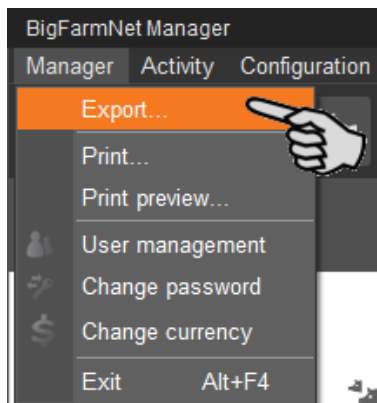 BigFarmNet Manager
Manager Activity Configuration
Export...
Print...
Print preview...
User management
Change password
Change currency
Exit Alt+F4